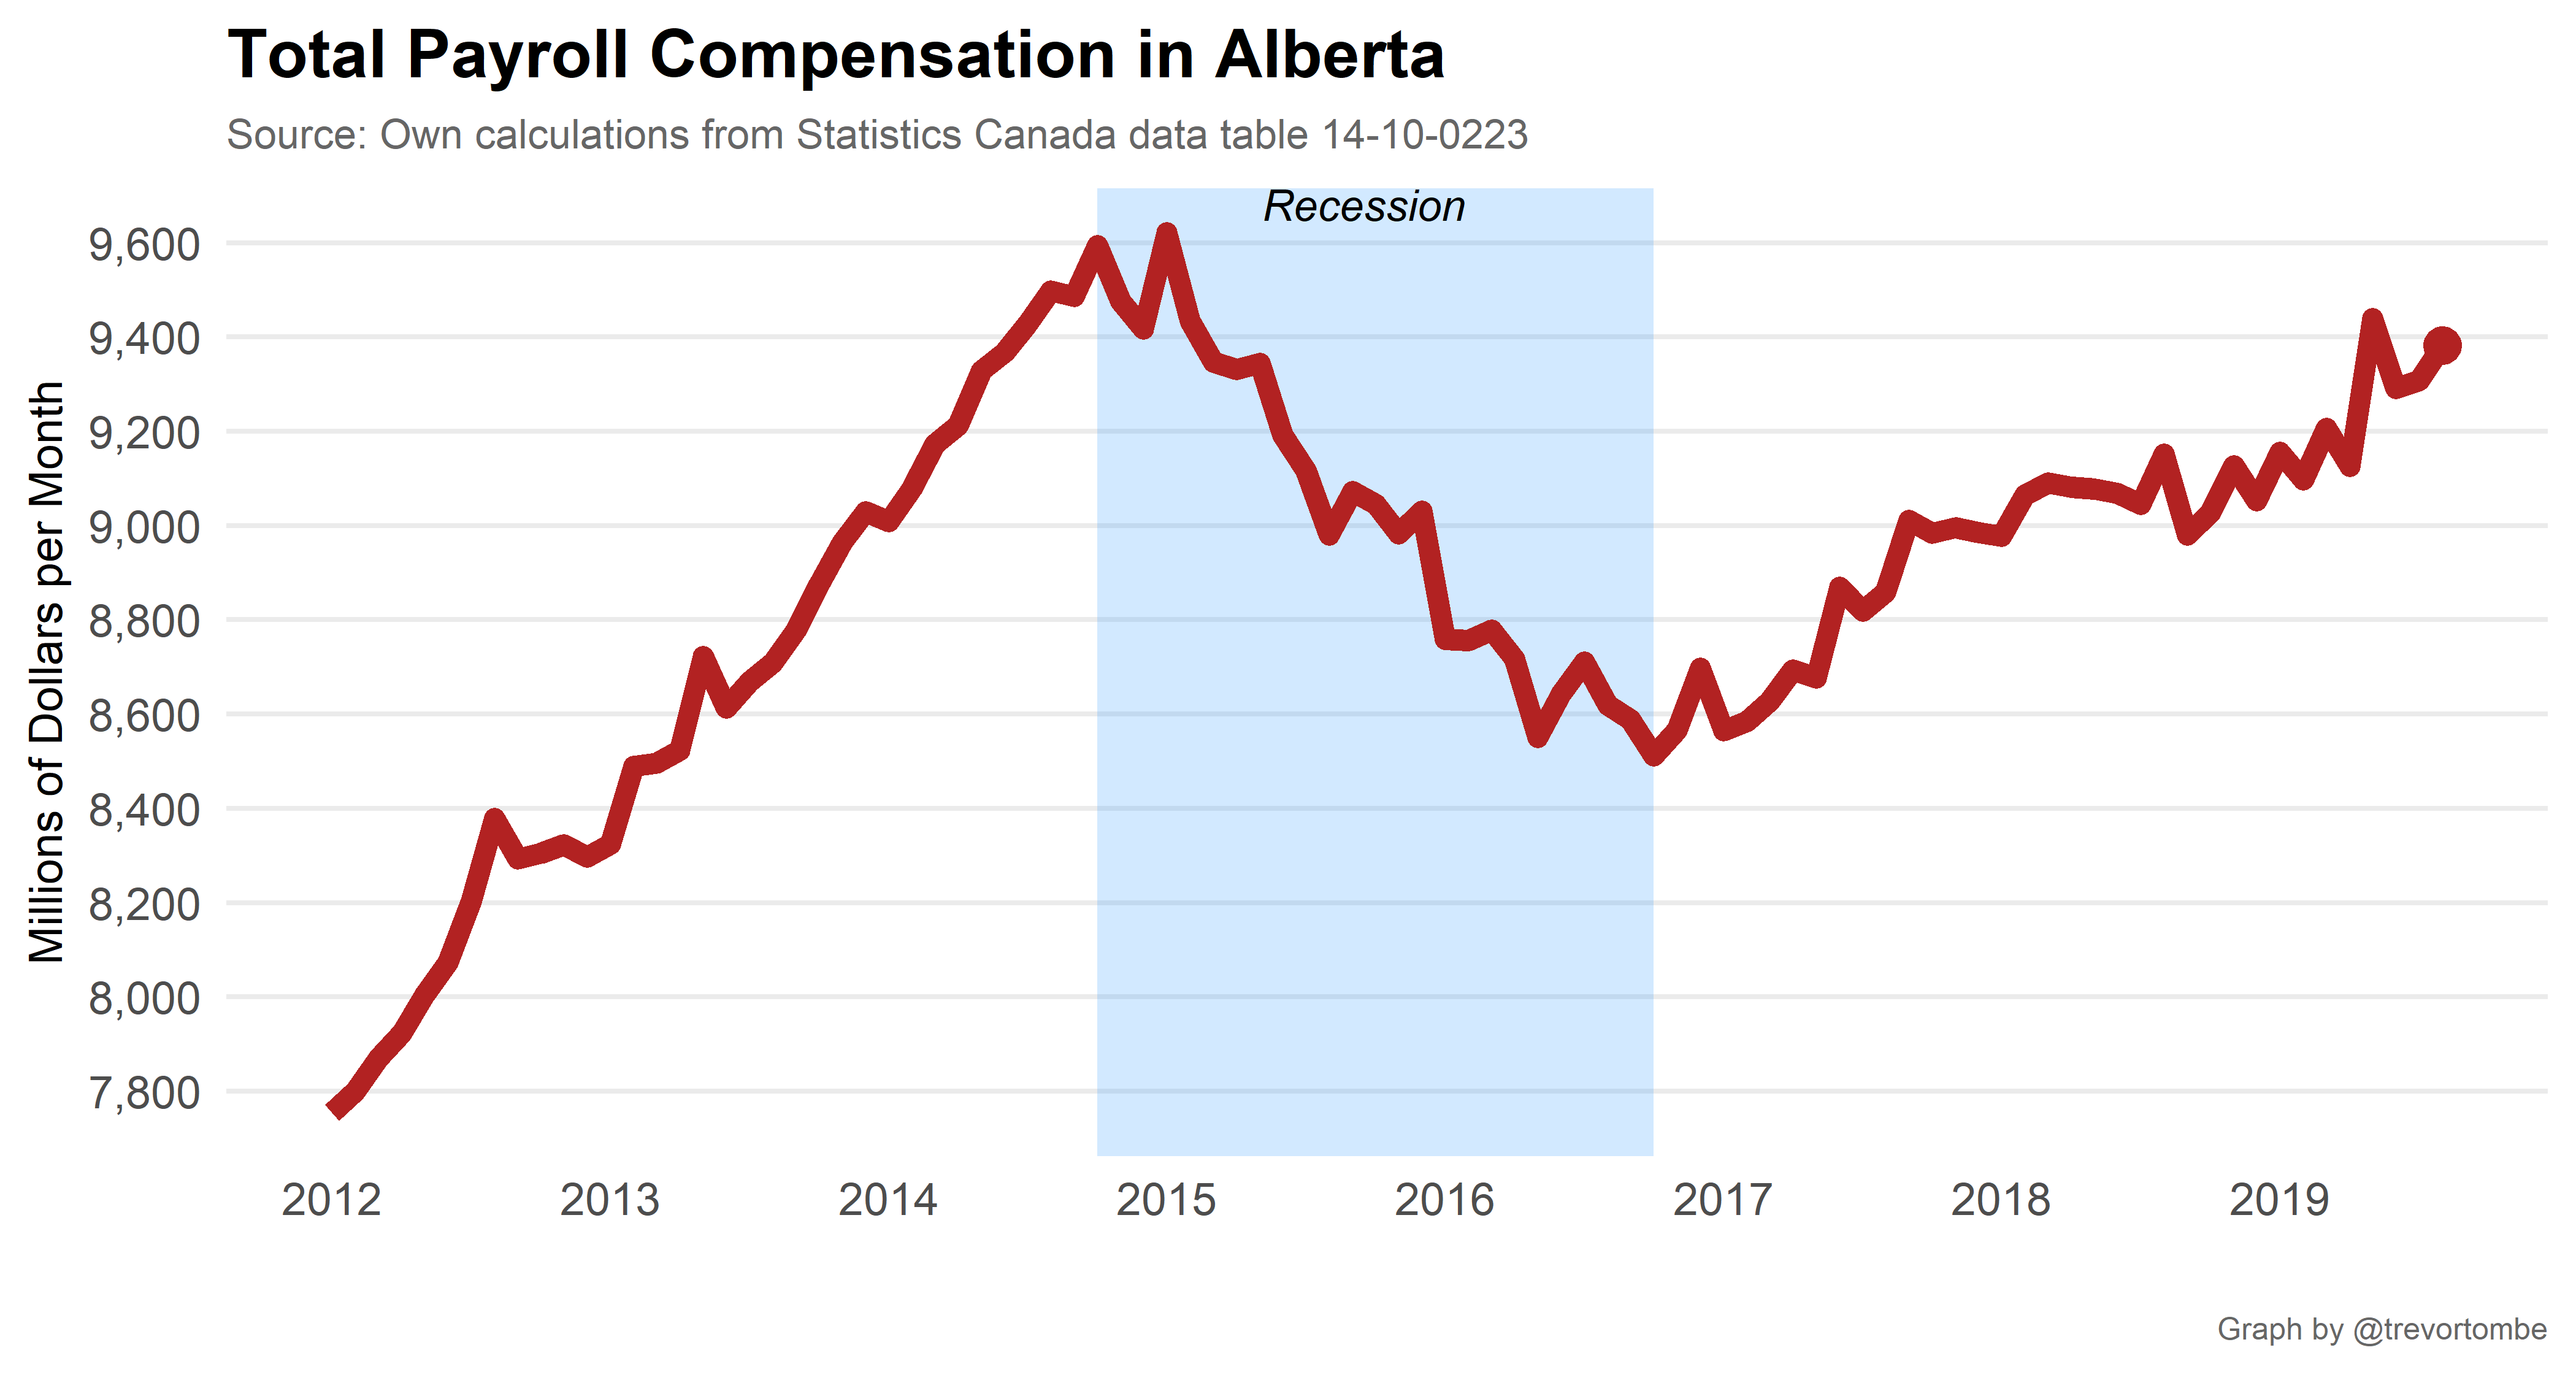 Total Payroll Compensation in Alberta
Source: Own calculations from Statistics Canada data table 14-10-0223
Recession
Millions of Dollars per Month
9,600
9,400
9,200
9,000
8,800
8,600
8,400
8,200
8,000
7,800
2012 2013 2014 2015 2016 2017 2018 2019
Graph by @trevortombe